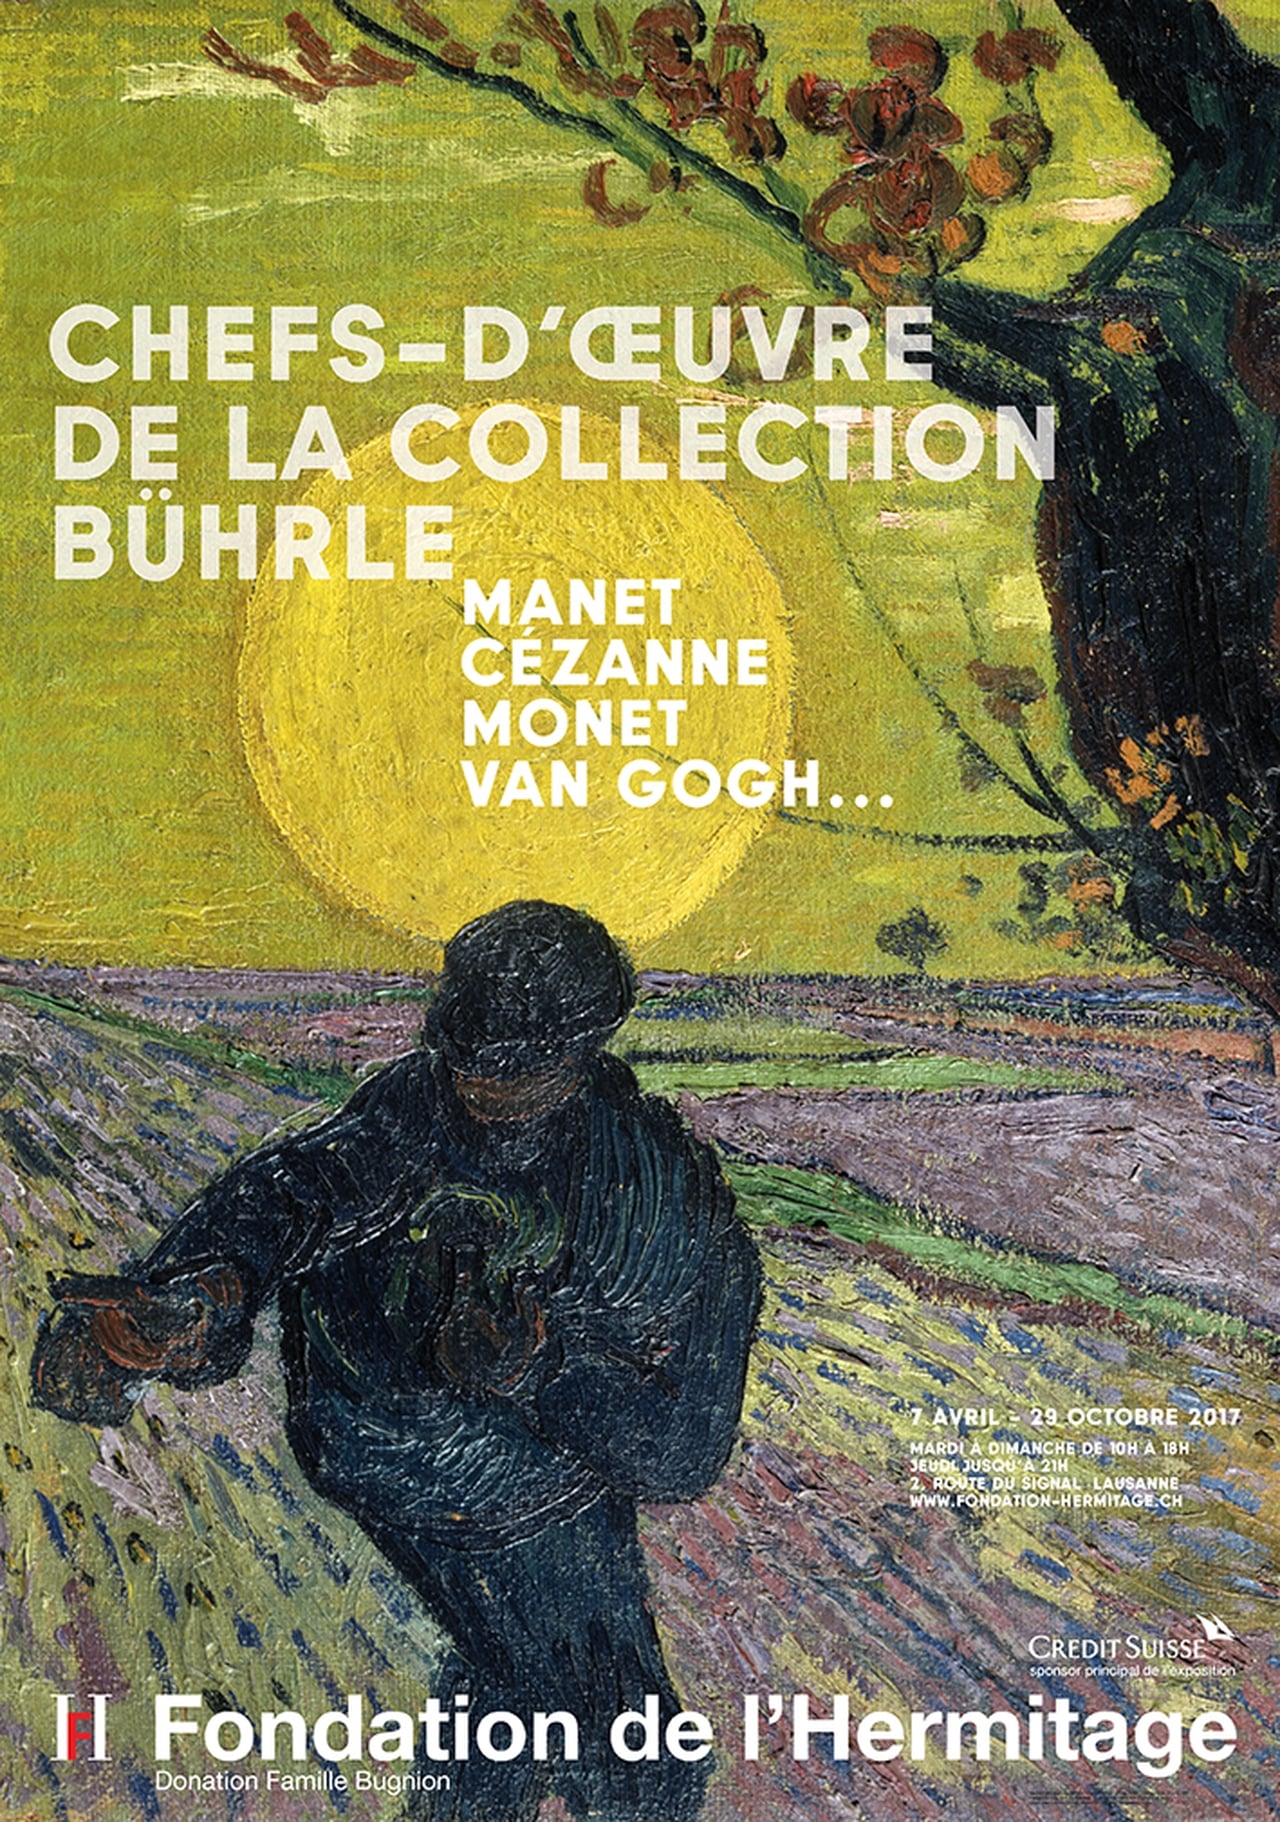 CHEFS-D'ŒUVRE
DE LA COLLECTION
BÜHRLE
MANET
CÉZANNE
MONET
VAN GOGH...
7 AVRIL - 29 OCTOBRE 2017
MARDI À DIMANCHE DE 10H À 18H
JEUDI JUSQU'À 21H
2, ROUTE DU SIGNAL LAUSANNE
WWW.FONDATION-HERMITAGE.CH
CREDIT SUISSE
sponsor principal de l'exposition
FH Fondation de l'Hermitage
Donation Famille Bugnion